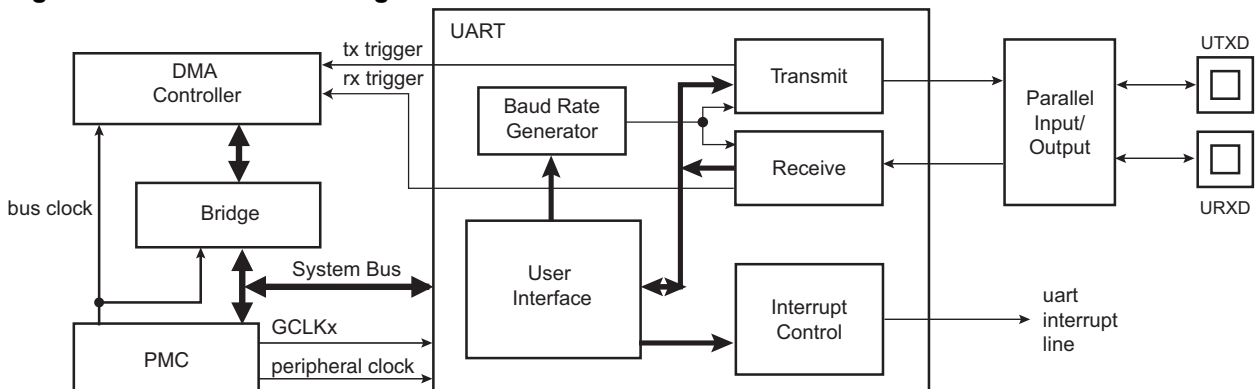 UART
tx trigger
rx trigger
DMA
Controller
Transmit
UTXD
Baud Rate
Generator
Parallel
Input/
Output
Receive
bus clock
Bridge
URXD
System Bus
User
Interface
Interrupt
Control
uart
interrupt
line
GCLKx
PMC
peripheral clock